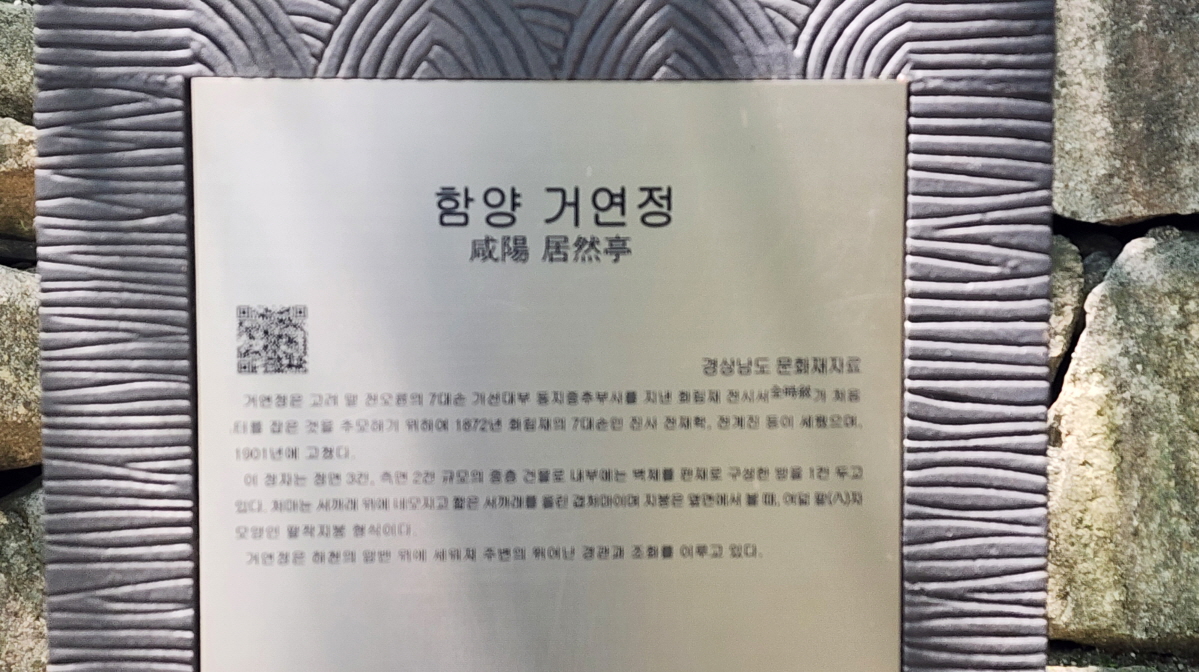 함양 거연정
咸陽 居然亭
경상남도 문화재자료
거연정은 고려 말 전오륜의 7대손 가선대부 동지중추부사를 지낸 화림재 전시서全時敍가 처음
터를 잡은 것을 추모하기 위하여 1872년 화림재의 7대손인 진사 전재학, 전계진 등이 세웠으며,
1901년에 고쳤다.
이 정자는 정면 3칸, 측면 2칸 규모의 중층 건물로 내부에는 벽체를 판재로 구성한 방을 1칸 두고
있다. 처마는 서까래 위에 네모지고 짧은 서까래를 올린 겹처마이며 지붕은 옆면에서 볼 때, 여덟 팔(八)자
모양인 팔작지붕 형식이다.
거연정은 하천의 암반 위에 세워져 주변의 뛰어난 경관과 조화를 이루고 있다.